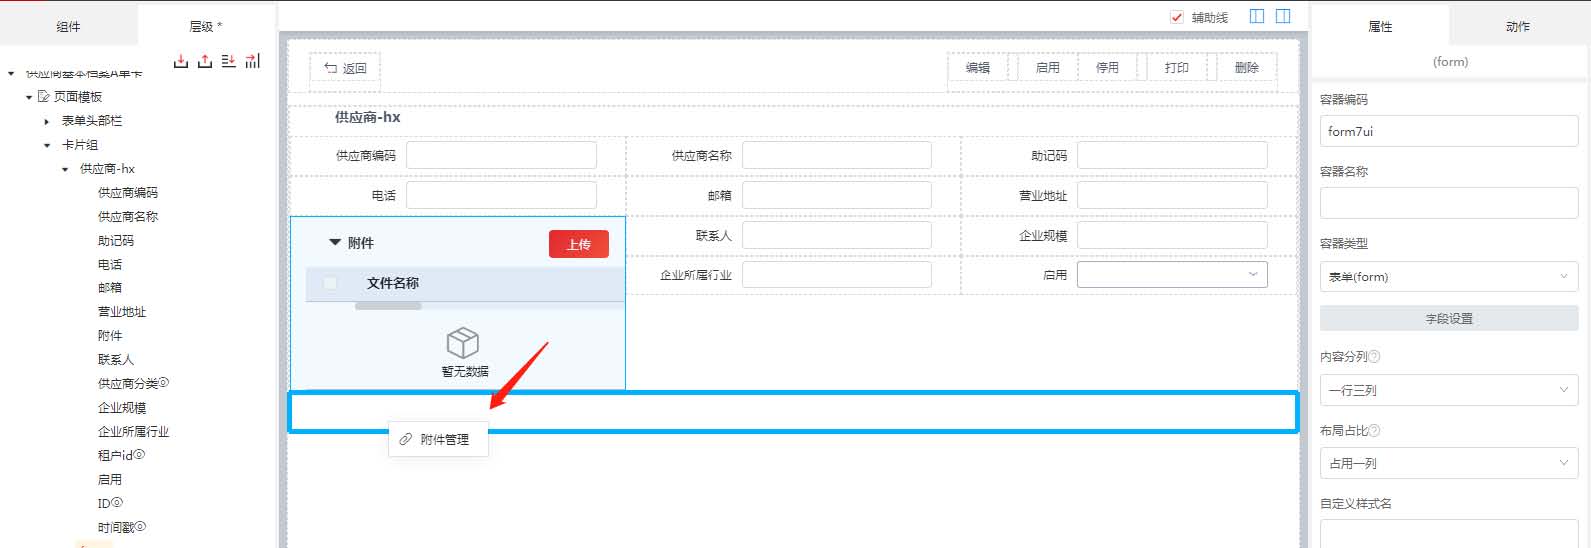 组件
层级 *
供应商基本档案A单卡
页面模板
表单头部栏
卡片组
供应商-hx
供应商编码
供应商名称
助记码
电话
邮箱
营业地址
附件
联系人
供应商分类
企业规模
企业所属行业
租户id
启用
ID
时间戳
辅助线
返回
编辑
启用
停用
打印
删除
供应商-hx
供应商编码
供应商名称
助记码
电话
邮箱
营业地址
附件
上传
联系人
企业规模
文件名称
企业所属行业
启用
暂无数据
附件管理
属性
动作
(form)
容器编码
form7ui
容器名称
容器类型
表单(form)
字段设置
内容分列
一行三列
布局占比
占用一列
自定义样式名